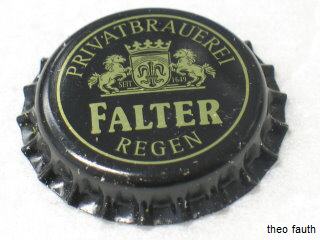 PRIVATBRAUEREI
SEIT 1649
FALTER
REGEN
theo fauth